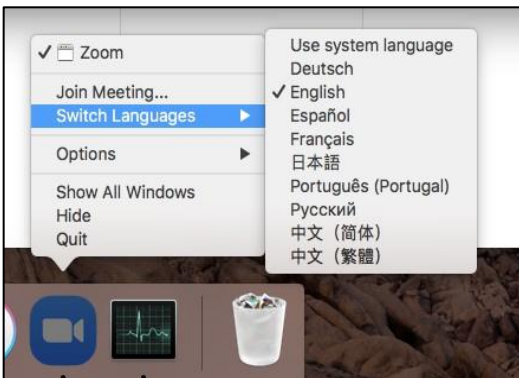 Zoom
Join Meeting...
Switch Languages
Options
Show All Windows
Hide
Quit
Use system language
Deutsch
English
Español
Français
日本語
Português (Portugal)
Русский
中文（简体）
中文（繁體）